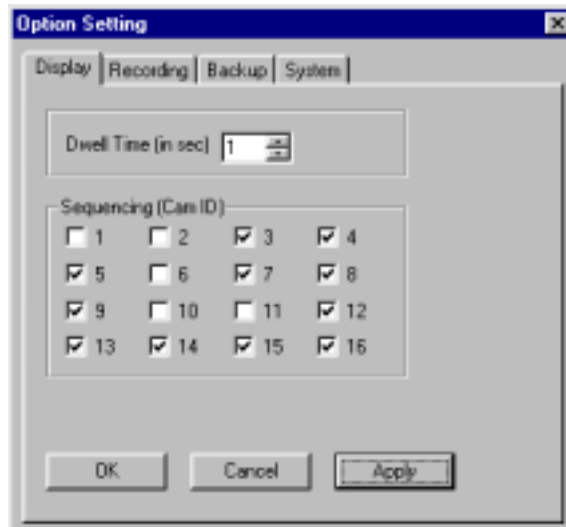 Option Setting
Display Recording Backup System
Dwell Time (in sec) 1
Sequencing (Cam ID)
1 2 3 4
5 6 7 8
9 10 11 12
13 14 15 16
OK Cancel Apply